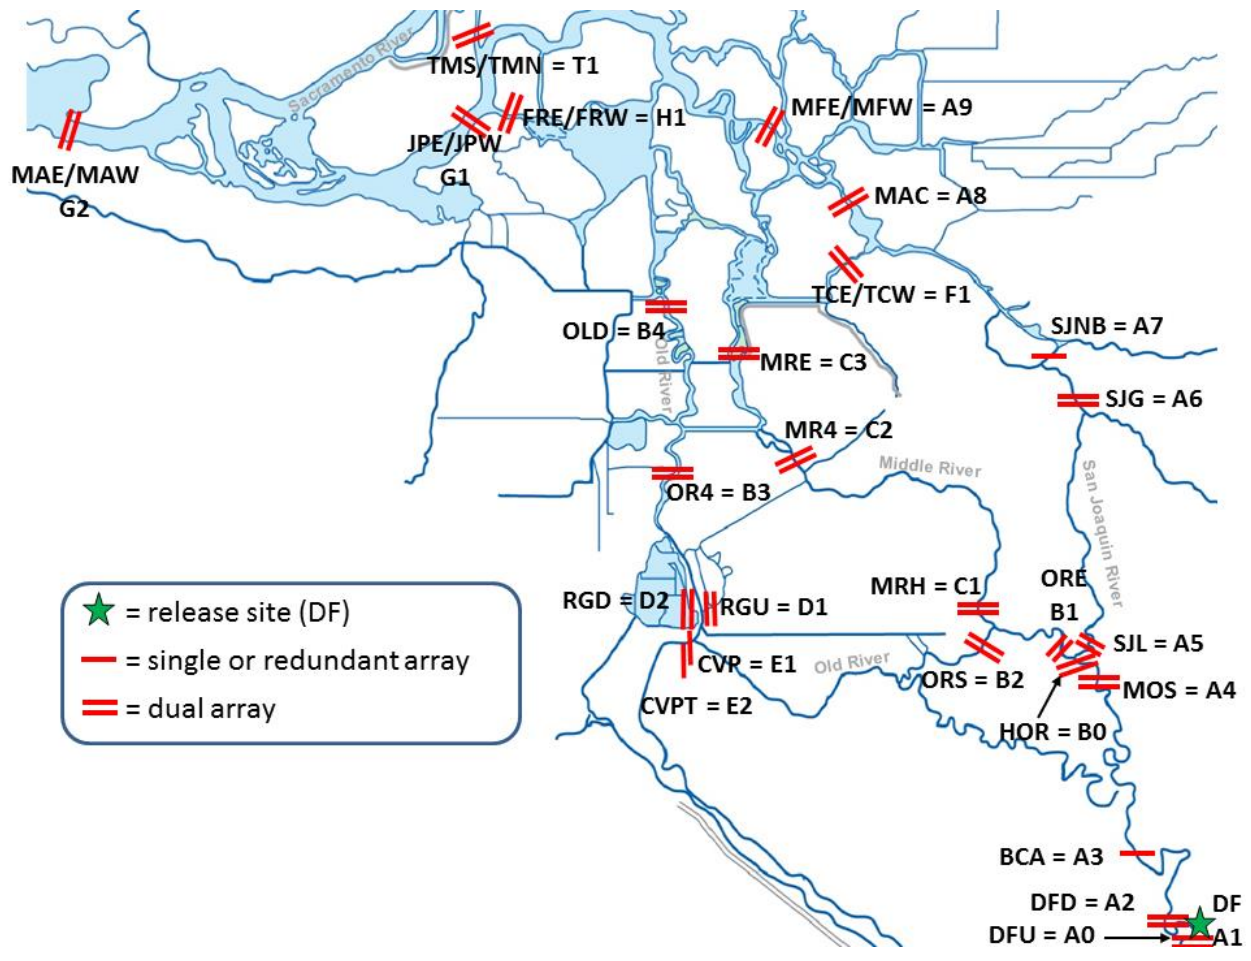 Sacramento River
TMS/TMN = T1
MFE/MFW = A9
FRE/FRW = H1
JPE/JPW
G1
MAE/MAW
G2
MAC = A8
TCE/TCW = F1
OLD = B4
SJNB = A7
Old River
MRE = C3
SJG = A6
MR4 = C2
Middle River
OR4 = B3
San Joaquin River
ORE
B1
MRH = C1
RGD = D2
RGU = D1
★ = release site (DF)
= single or redundant array
= dual array
SJL = A5
CVP = E1
Old River
ORS = B2
MOS = A4
CVPT = E2
HOR = B0
BCA = A3
DFD = A2
DF
A1
DFU = A0